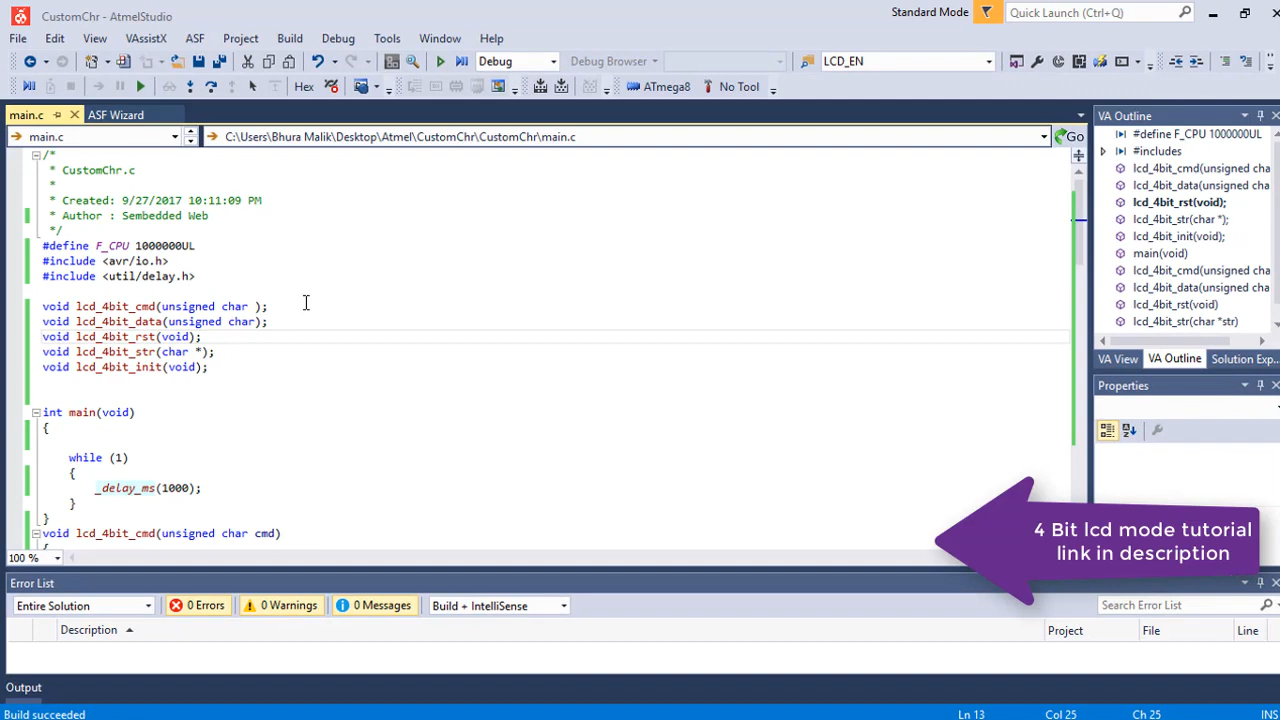 CustomChr - AtmelStudio
Standard Mode
Quick Launch (Ctrl+Q)
File Edit View VAssistX ASF Project Build Debug Tools Window Help
Debug
Debug Browser
LCD_EN
Hex
ATmega8
No Tool
main.c
ASF Wizard
main.c
C:\Users\Bhura Malik\Desktop\Atmel\CustomChr\CustomChr\main.c
Go
/*
* CustomChr.c
*
* Created: 9/27/2017 10:11:09 PM
* Author : Sembedded Web
*/
#define F_CPU 1000000UL
#include <avr/io.h>
#include <util/delay.h>
void lcd_4bit_cmd(unsigned char );
void lcd_4bit_data(unsigned char);
void lcd_4bit_rst(void);
void lcd_4bit_str(char *);
void lcd_4bit_init(void);
int main(void)
{
while (1)
{
_delay_ms(1000);
}
}
void lcd_4bit_cmd(unsigned char cmd)
100 %
VA Outline
#define F_CPU 1000000UL
#includes
lcd_4bit_cmd(unsigned cha
lcd_4bit_data(unsigned cha
lcd_4bit_rst(void);
lcd_4bit_str(char *);
lcd_4bit_init(void);
main(void)
lcd_4bit_cmd(unsigned cha
lcd_4bit_data(unsigned cha
lcd_4bit_rst(void)
lcd_4bit_str(char *str)
VA View VA Outline Solution Exp...
Properties
4 Bit lcd mode tutorial
link in description
Error List
Entire Solution
0 Errors
0 Warnings
0 Messages
Build + IntelliSense
Search Error List
Description
Project
File
Line
Output
Build succeeded
Ln 13
Col 25
Ch 25
INS